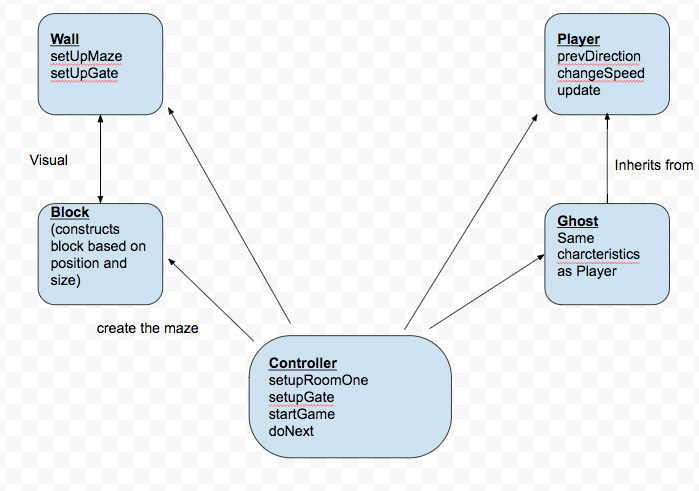 Wall
setUpMaze
setUpGate
Player
prevDirection
changeSpeed
update
Visual
Inherits from
Block
(constructs
block based on
position and
size)
Ghost
Same
charcteristics
as Player
create the maze
Controller
setupRoomOne
setupGate
startGame
doNext